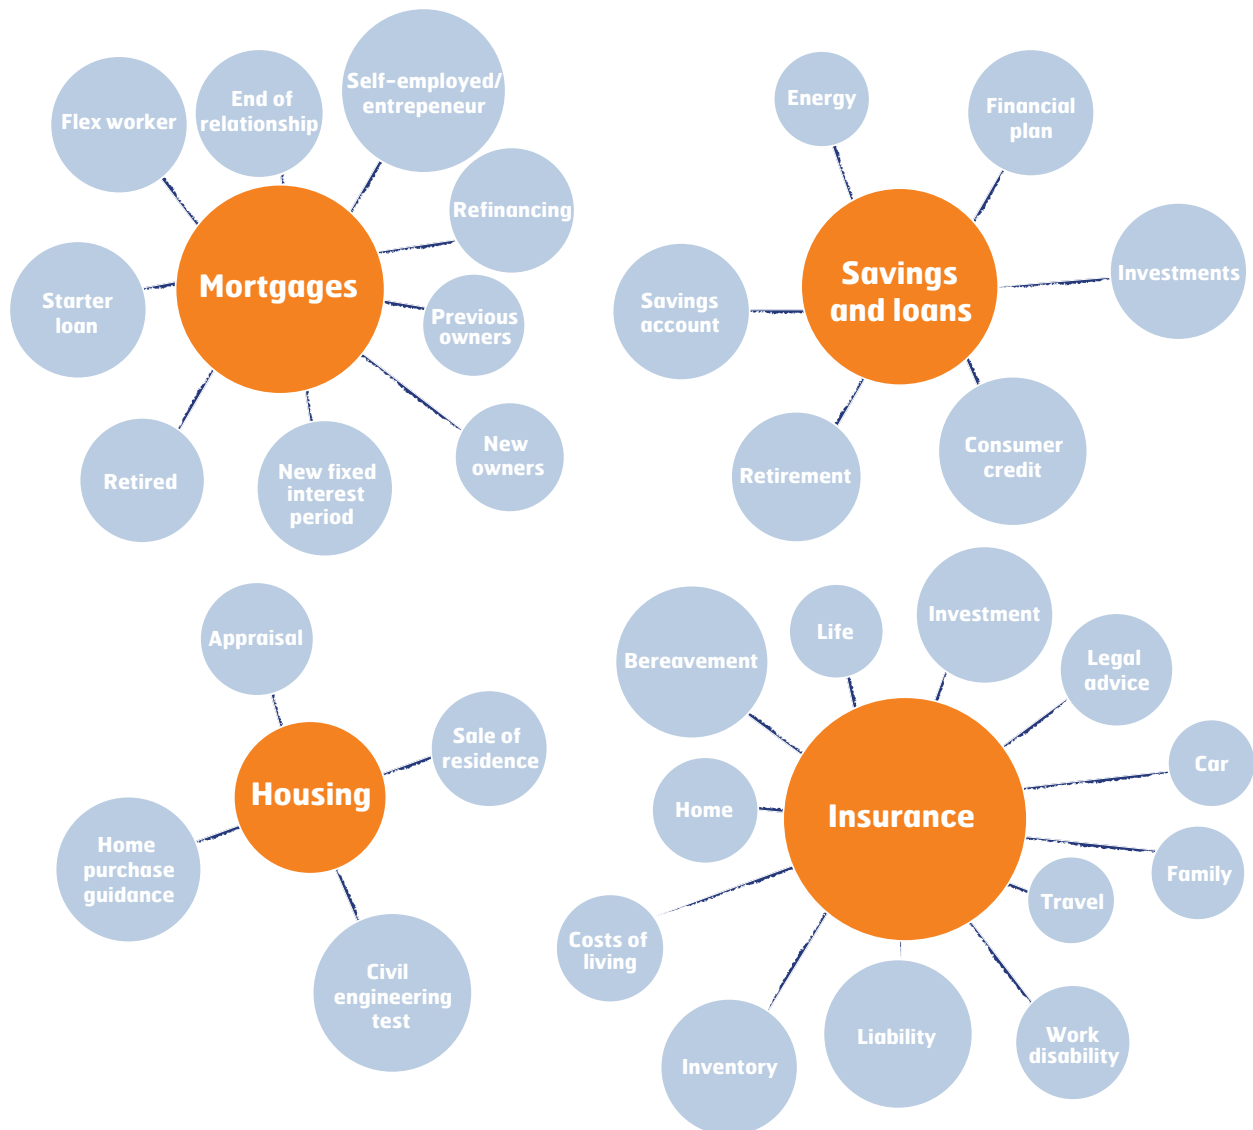 Self-employed/
entrepeneur
End of
relationship
Flex worker
Refinancing
Mortgages
Starter
loan
Previous
owners
New
owners
Retired
New fixed
interest
period
Energy
Financial
plan
Savings
and loans
Investments
Savings
account
Retirement
Consumer
credit
Appraisal
Sale of
residence
Housing
Home
purchase
guidance
Civil
engineering
test
Bereavement
Life
Investment
Legal
advice
Car
Home
Insurance
Family
Travel
Costs of
living
Inventory
Liability
Work
disability